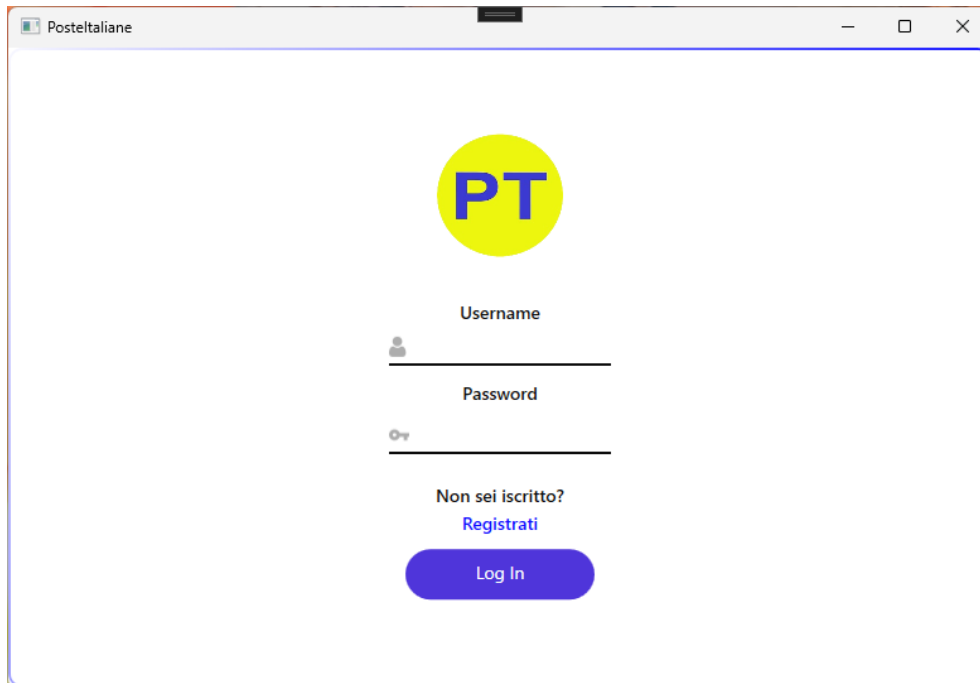 PosteItaliane
PT
Username
Password
Non sei iscritto?
Registrati
Log In